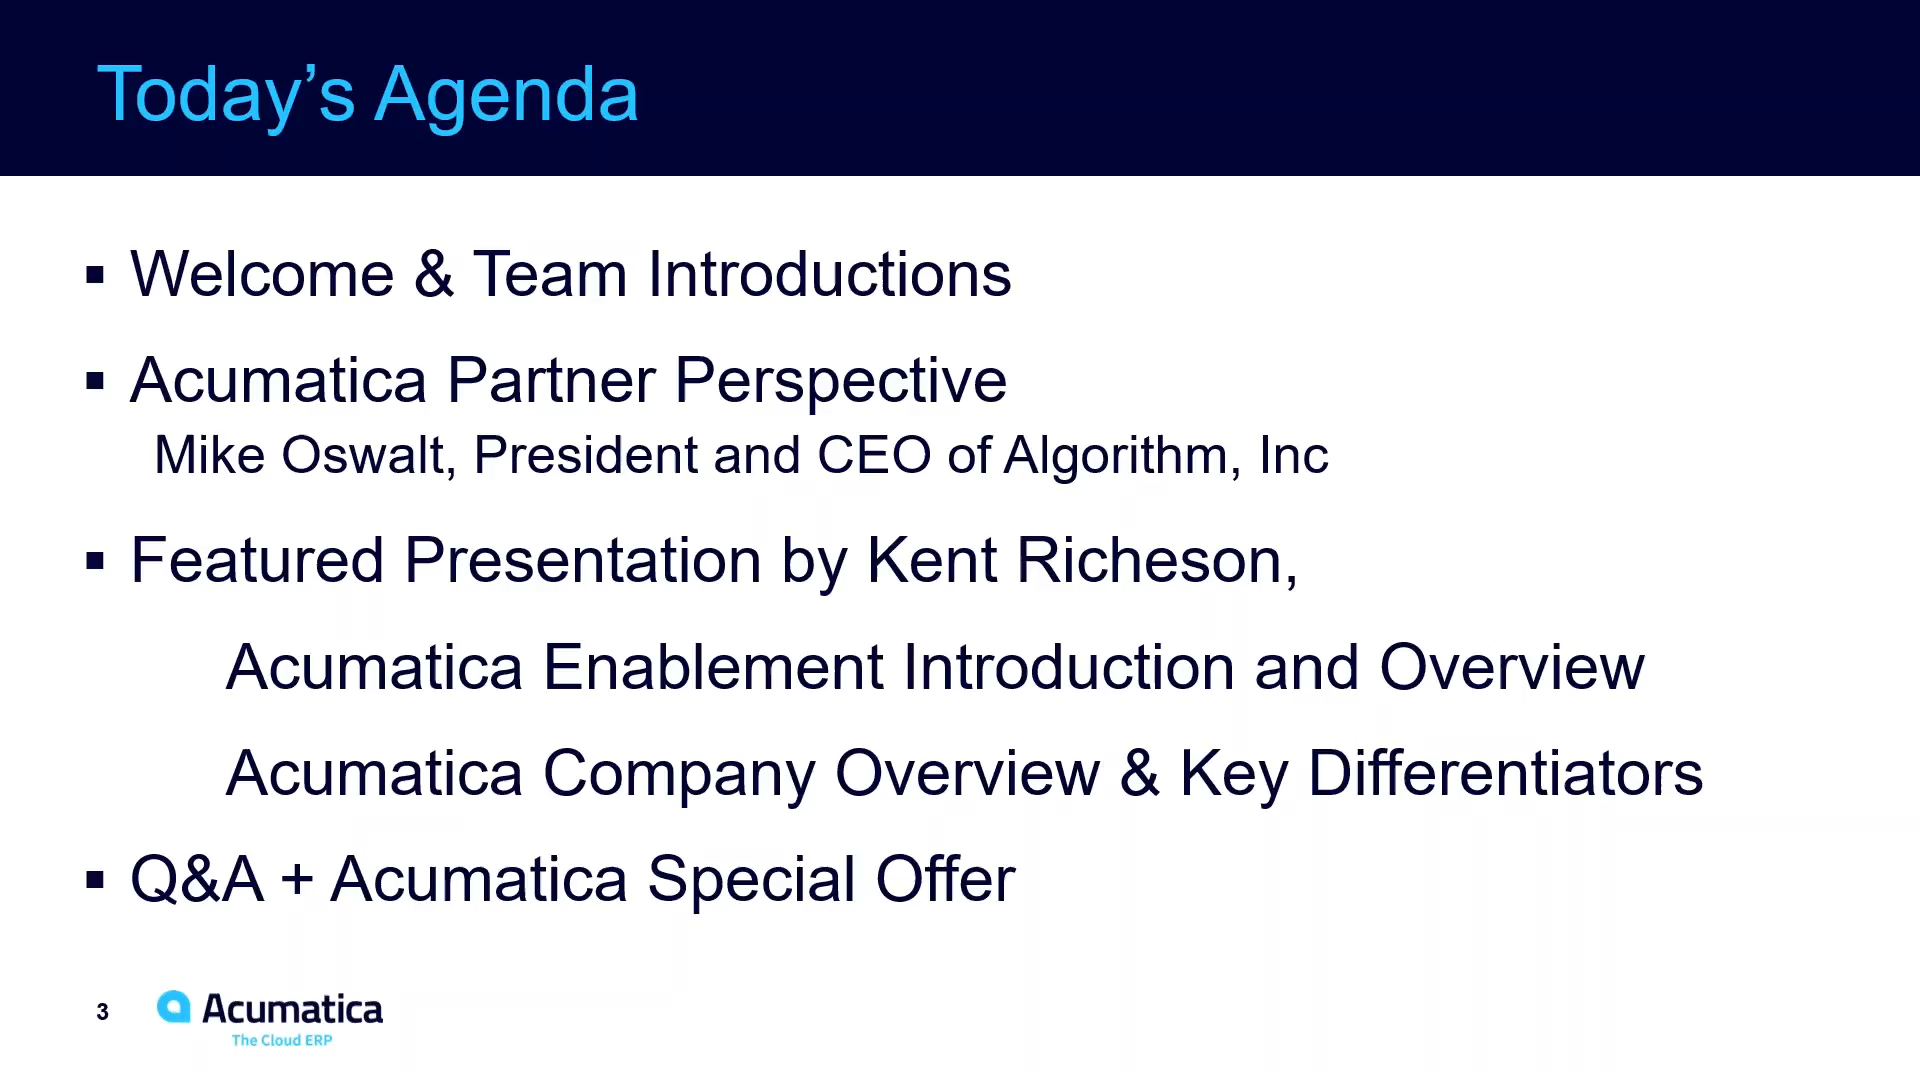 Today’s Agenda
▪ Welcome & Team Introductions
▪ Acumatica Partner Perspective
Mike Oswalt, President and CEO of Algorithm, Inc
▪ Featured Presentation by Kent Richeson,
Acumatica Enablement Introduction and Overview
Acumatica Company Overview & Key Differentiators
▪ Q&A + Acumatica Special Offer
3
Acumatica
The Cloud ERP